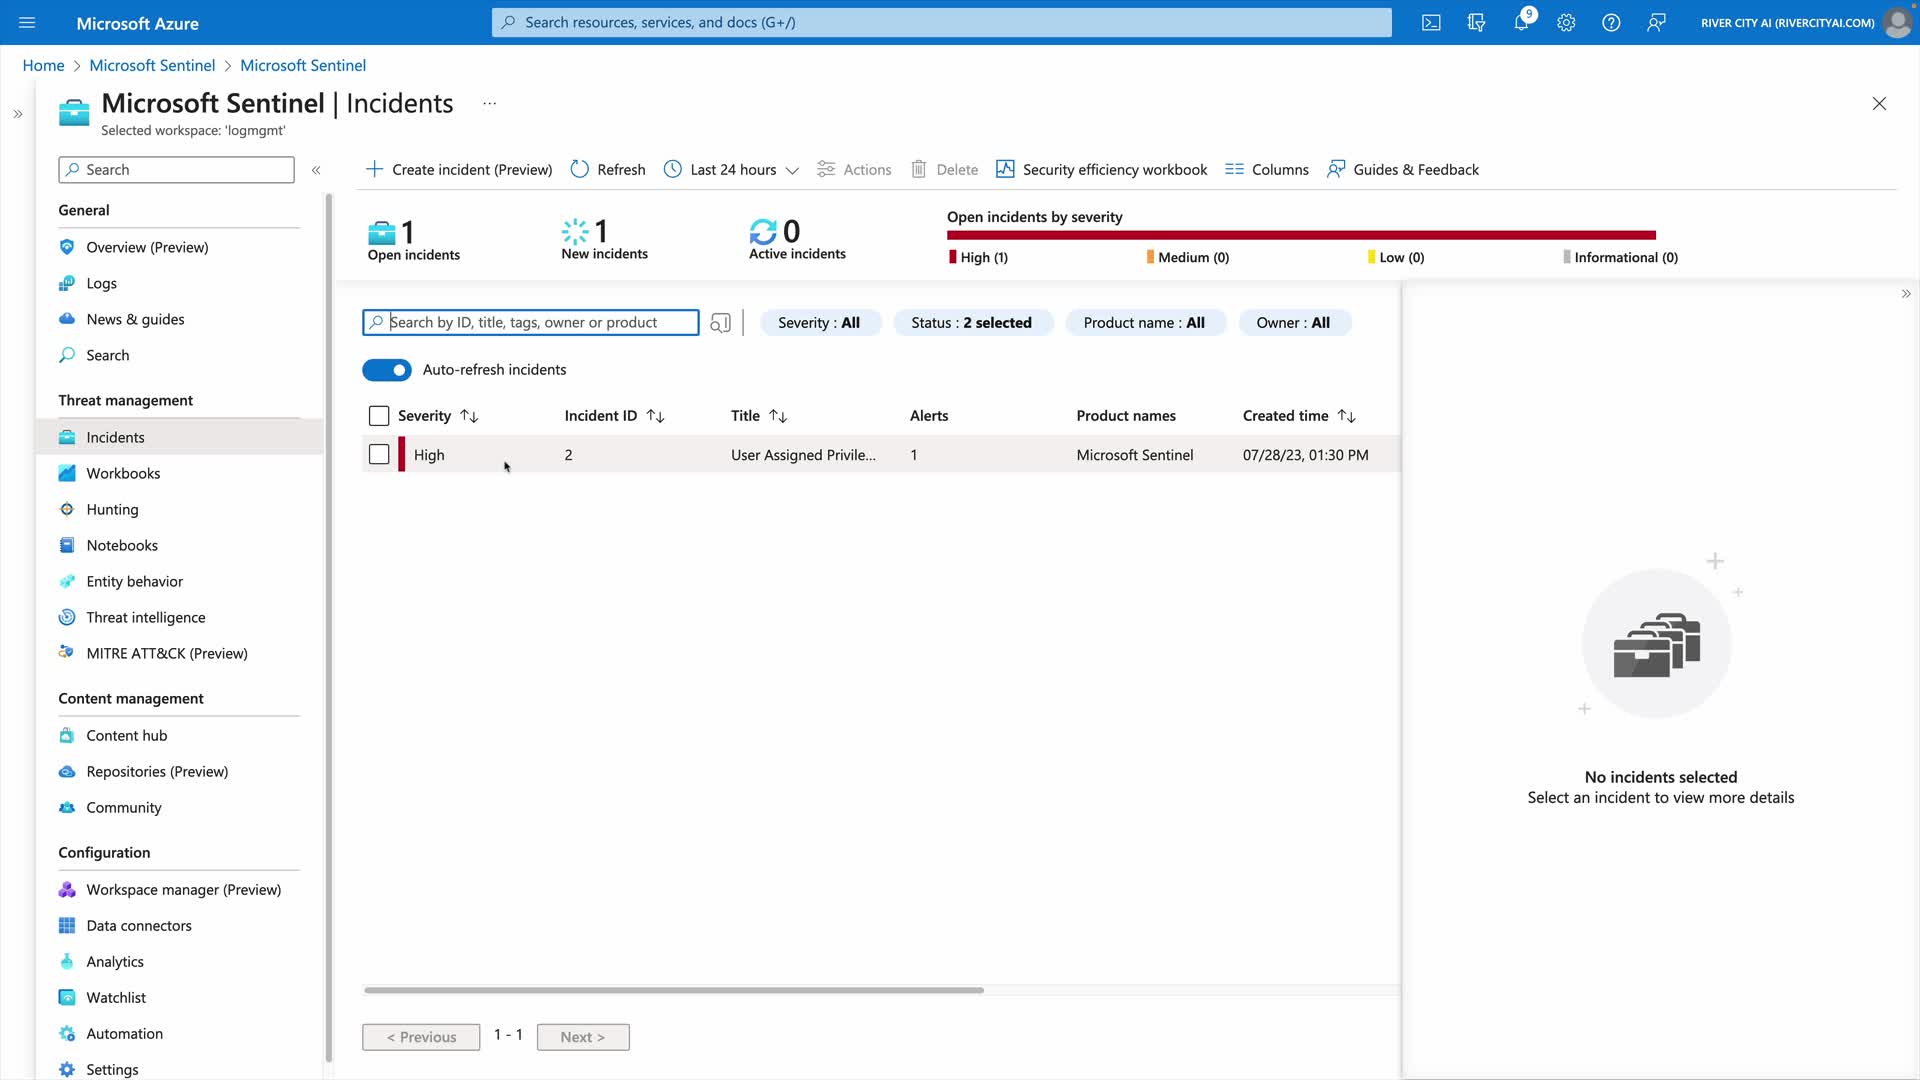 Microsoft Azure
Search resources, services, and docs (G+/)
9
RIVER CITY AI (RIVERCITYAI.COM)
Home > Microsoft Sentinel > Microsoft Sentinel
Microsoft Sentinel | Incidents ...
Selected workspace: 'logmgmt'
Search
General
Overview (Preview)
Logs
News & guides
Search
Threat management
Incidents
Workbooks
Hunting
Notebooks
Entity behavior
Threat intelligence
MITRE ATT&CK (Preview)
Content management
Content hub
Repositories (Preview)
Community
Configuration
Workspace manager (Preview)
Data connectors
Analytics
Watchlist
Automation
Settings
Create incident (Preview) Refresh Last 24 hours Actions Delete Security efficiency workbook Columns Guides & Feedback
1 Open incidents
1 New incidents
0 Active incidents
Open incidents by severity
High (1) Medium (0) Low (0) Informational (0)
Search by ID, title, tags, owner or product
Severity : All
Status : 2 selected
Product name : All
Owner : All
Auto-refresh incidents
Severity Incident ID Title Alerts Product names Created time
High 2 User Assigned Privile... 1 Microsoft Sentinel 07/28/23, 01:30 PM
< Previous 1 - 1 Next >
No incidents selected
Select an incident to view more details